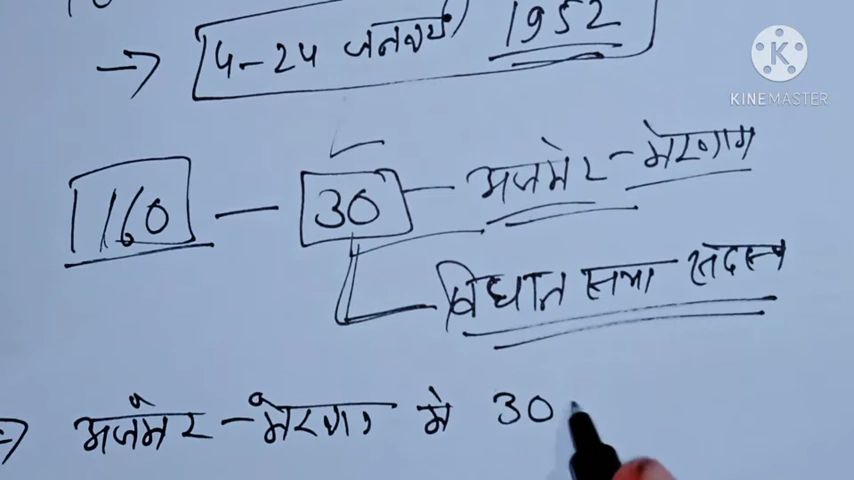 → 4-24 जनवरी 1952
KINEMASTER
160 - 30 - अजमेर-मेरवाड़ा
विधान सभा सदस्य
⇒ अजमेर-मेरवाड़ा मे 30